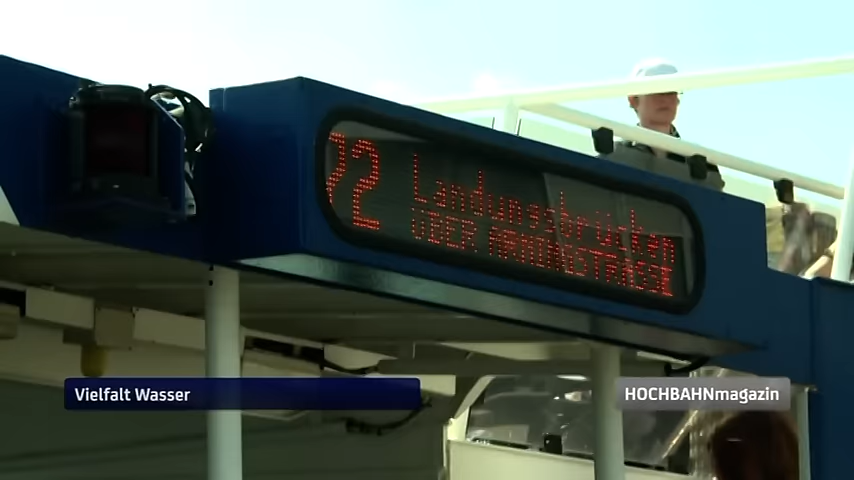 72
Landungsbrücken
ÜBER ARNINGSTRASSE
Vielfalt Wasser
HOCHBAHNmagazin